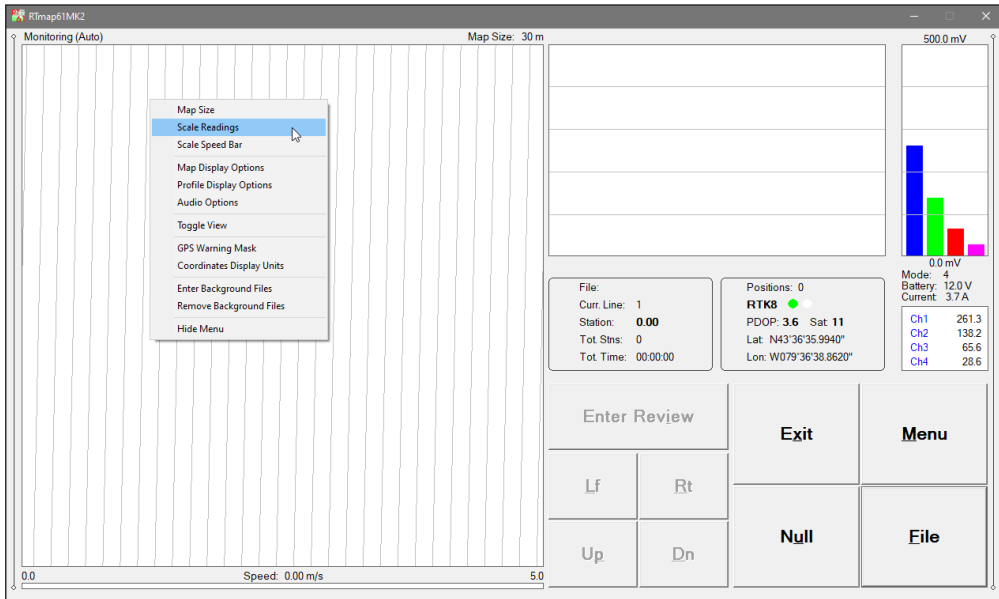 RTmap61MK2
Monitoring (Auto)
Map Size: 30 m
Map Size
Scale Readings
Scale Speed Bar
Map Display Options
Profile Display Options
Audio Options
Toggle View
GPS Warning Mask
Coordinates Display Units
Enter Background Files
Remove Background Files
Hide Menu
0.0
Speed: 0.00 m/s
5.0
500.0 mV
0.0 mV
Mode: 4
Battery: 12.0 V
Current: 3.7 A
File:
Curr. Line: 1
Station: 0.00
Tot. Stns: 0
Tot. Time: 00:00:00
Positions: 0
RTK8
PDOP: 3.6 Sat: 11
Lat: N43°36'35.9940"
Lon: W079°36'38.8620"
Ch1 261.3
Ch2 138.2
Ch3 65.6
Ch4 28.6
Enter Review
Exit
Menu
Lf
Rt
Null
File
Up
Dn